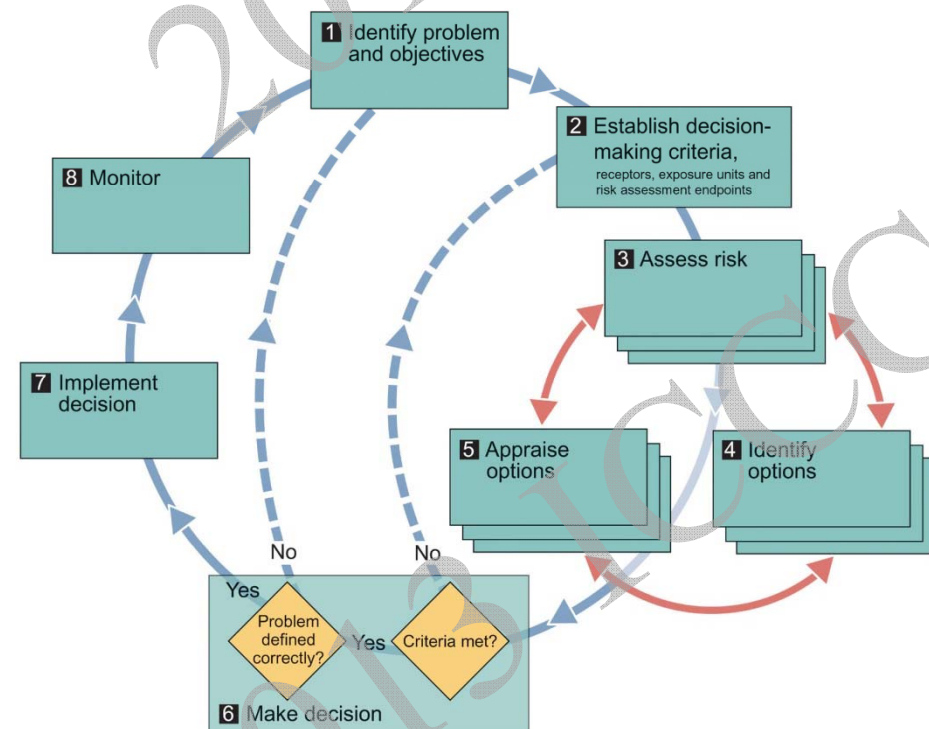 1 Identify problem
and objectives
2 Establish decision-
making criteria,
receptors, exposure units and
risk assessment endpoints
3 Assess risk
4 Identify
options
5 Appraise
options
No
No
Yes
Problem
defined
correctly?
Yes
Criteria met?
6 Make decision
7 Implement
decision
8 Monitor
2013 ICCC